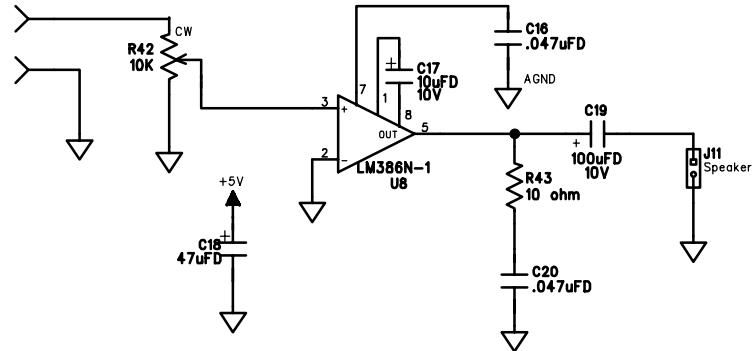 CW
R42
10K
C16
.047uFD
AGND
7
+
C17
10uFD
10V
1
8
3
+
OUT
5
2
−
LM386N-1
U8
C19
+
100uFD
10V
J11
Speaker
R43
10 ohm
+5V
+
C18
47uFD
C20
.047uFD